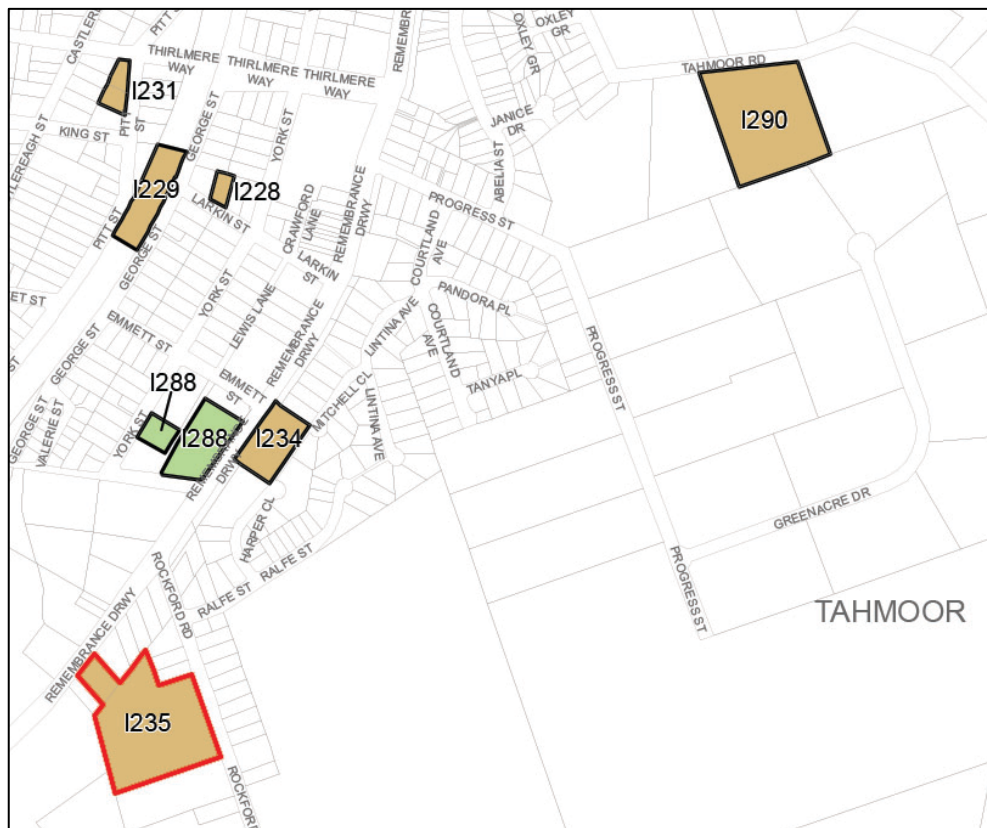 PITT ST
CASTLEREAGH ST
THIRLMERE
WAY
THIRLMERE
WAY
THIRLMERE
WAY
REMEMBRA
OXLEY GR
OXLEY
GR
TAHMOOR RD
I231
PITT
ST
GEORGE ST
KING ST
YORK ST
JANICE
DR
ABELIA ST
I290
TLEREAGH ST
I229
I228
LARKIN ST
CRAWFORD
LANE
REMEMBRANCE
DRWY
PROGRESS ST
PITT ST
GEORGE ST
LARKIN
ST
COURTLAND
AVE
PANDORA PL
ET ST
YORK ST
LEWIS LANE
REMEMBRANCE
DRWY
LINTINA AVE
COURTLAND
AVE
EMMETT ST
GEORGE ST
ST
TANYA PL
PROGRESS ST
EMMETT
ST
MITCHELL CL
LINTINA AVE
I288
I288
I234
GEORGE ST
VALERIE ST
YORK ST
REMEMBRANCE
DRWY
HARPER CL
GREENACRE DR
RALFE ST
RALFE ST
ROCKFORD RD
PROGRESS ST
TAHMOOR
REMEMBRANCE DRWY
I235
ROCKFORD